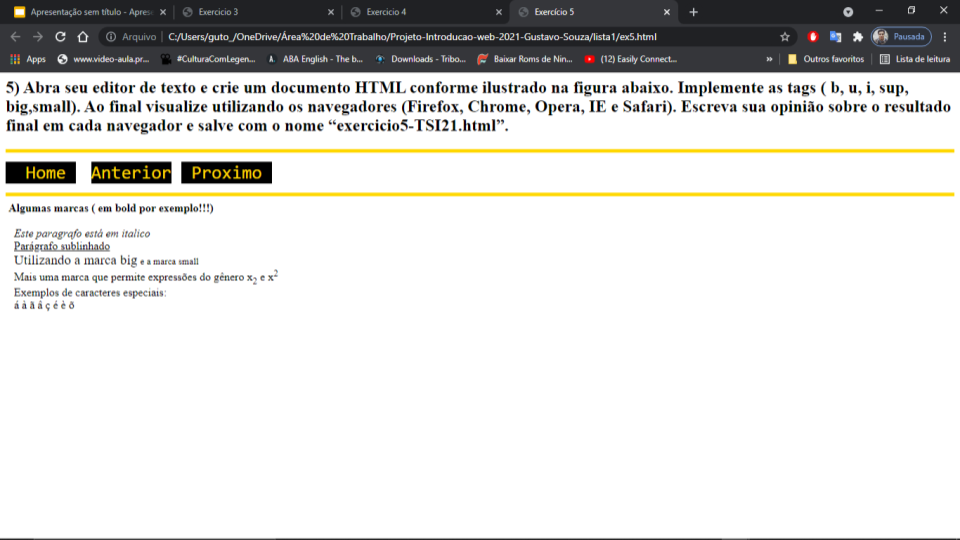 Apresentação sem título - Aprese
Exercicio 3
Exercicio 4
Exercício 5
Arquivo | C:/Users/guto_/OneDrive/Área%20de%20Trabalho/Projeto-Introducao-web-2021-Gustavo-Souza/lista1/ex5.html
Pausada
Apps www.video-aula.pr... #CulturaComLegen... ABA English - The b... Downloads - Tribo... Baixar Roms de Nin... (12) Easily Connect... » Outros favoritos Lista de leitura
5) Abra seu editor de texto e crie um documento HTML conforme ilustrado na figura abaixo. Implemente as tags ( b, u, i, sup,
big,small). Ao final visualize utilizando os navegadores (Firefox, Chrome, Opera, IE e Safari). Escreva sua opinião sobre o resultado
final em cada navegador e salve com o nome “exercicio5-TSI21.html”.
Home Anterior Proximo
Algumas marcas ( em bold por exemplo!!!)
Este paragrafo está em italico
Parágrafo sublinhado
Utilizando a marca big e a marca small
Mais uma marca que permite expressões do gênero x₂ e x²
Exemplos de caracteres especiais: